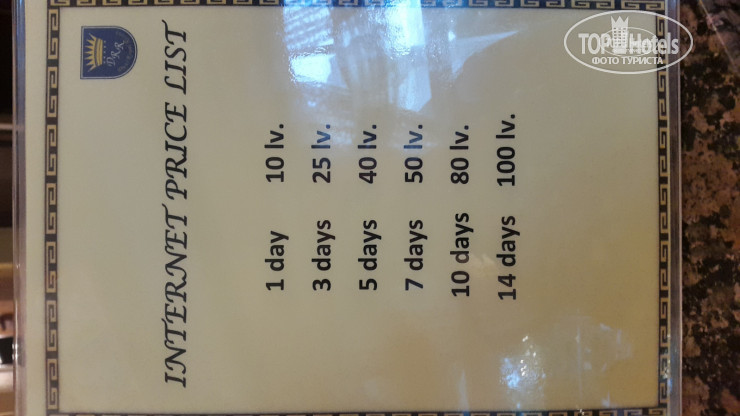 DRR
INTERNET PRICE LIST
1 day 10 lv.
3 days 25 lv.
5 days 40 lv.
7 days 50 lv.
10 days 80 lv.
14 days 100 lv.
TOP Hotels
ФОТО ТУРИСТА